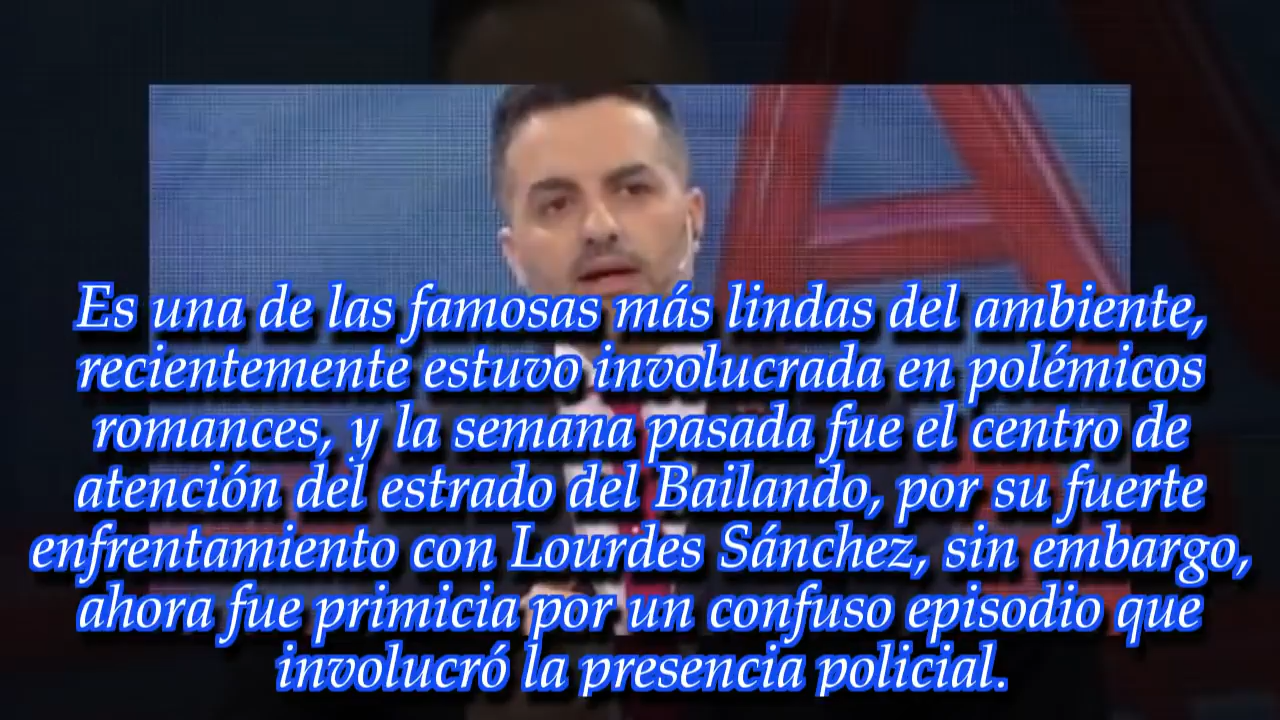 Es una de las famosas más lindas del ambiente,
recientemente estuvo involucrada en polémicos
romances, y la semana pasada fue el centro de
atención del estrado del Bailando, por su fuerte
enfrentamiento con Lourdes Sánchez, sin embargo,
ahora fue primicia por un confuso episodio que
involucró la presencia policial.